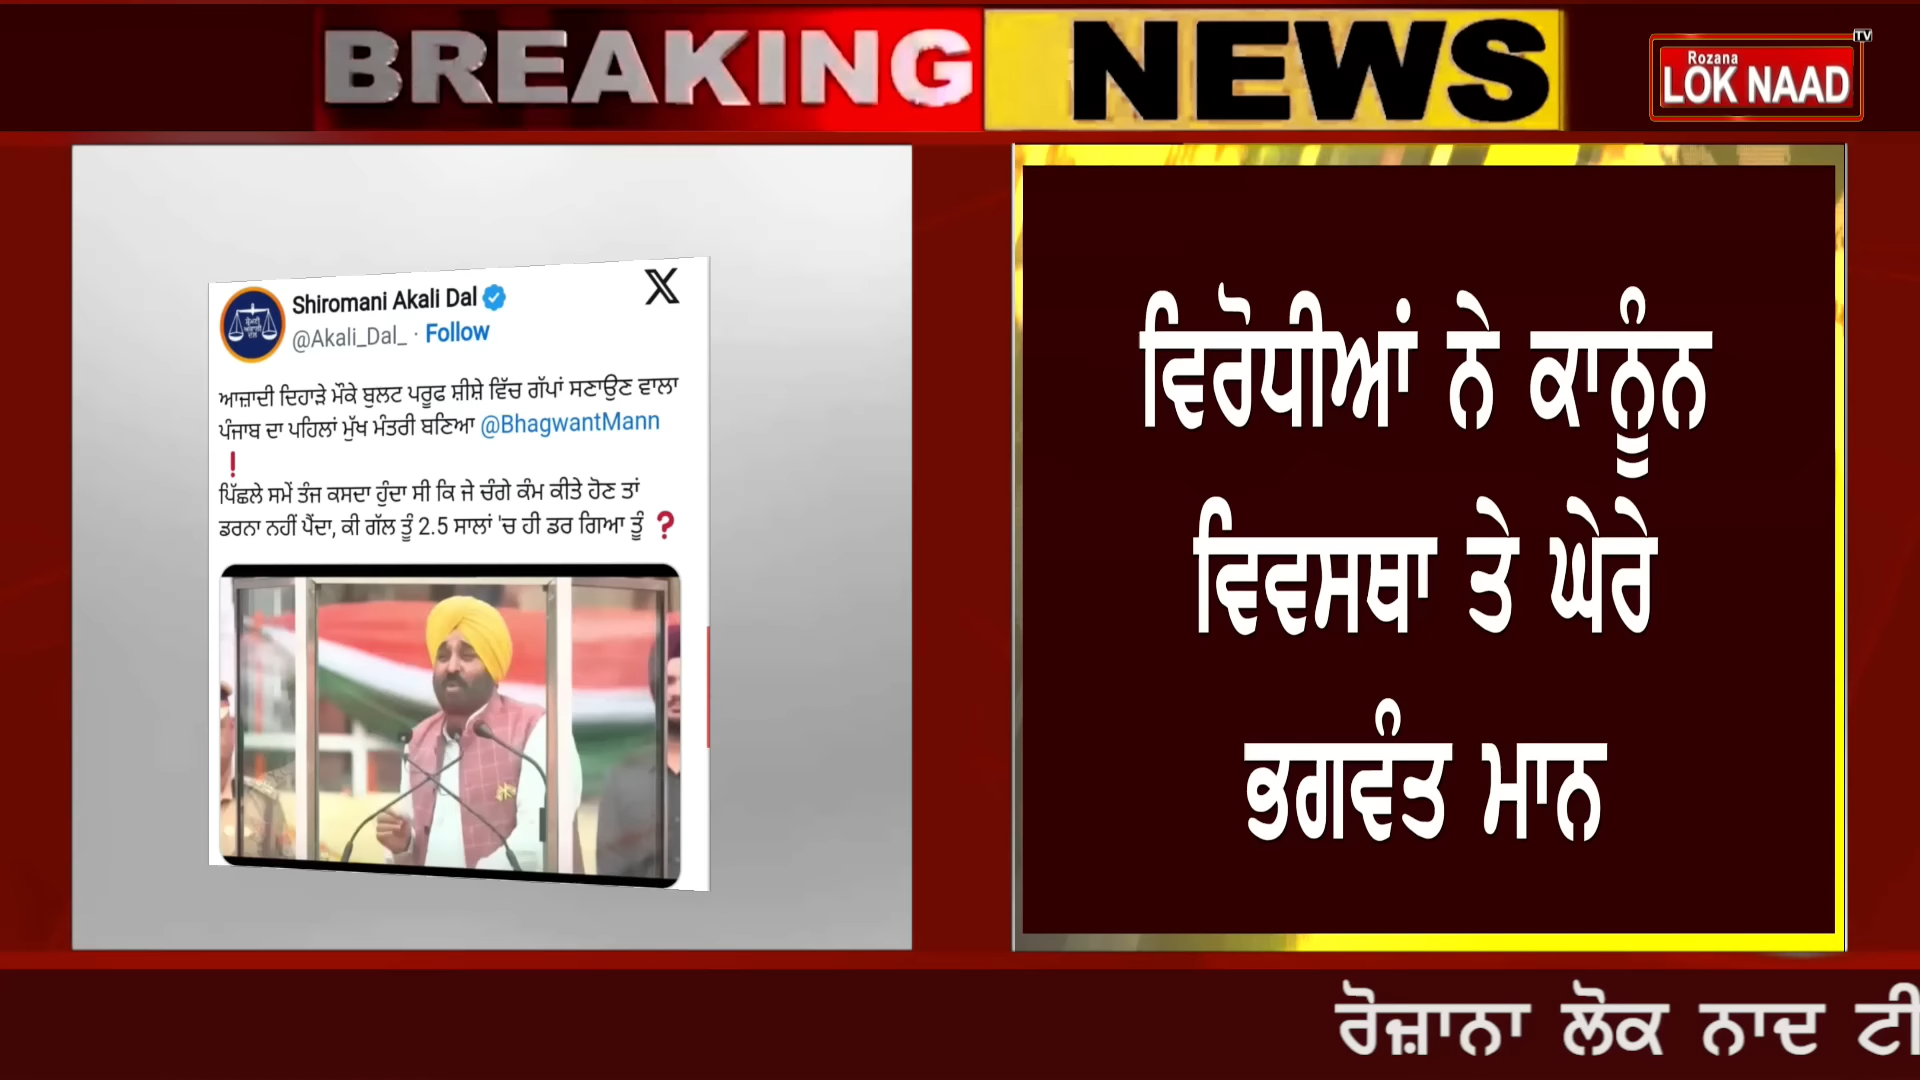 BREAKING NEWS
Rozana
LOK NAAD
TV
Shiromani Akali Dal
@Akali_Dal_ · Follow
X
ਆਜ਼ਾਦੀ ਦਿਹਾੜੇ ਮੌਕੇ ਬੁਲਟ ਪਰੂਫ ਸ਼ੀਸ਼ੇ ਵਿੱਚ ਗੱਪਾਂ ਸਣਾਉਣ ਵਾਲਾ
ਪੰਜਾਬ ਦਾ ਪਹਿਲਾਂ ਮੁੱਖ ਮੰਤਰੀ ਬਣਿਆ @BhagwantMann
❗
ਪਿੱਛਲੇ ਸਮੇਂ ਤੰਜ ਕਸਦਾ ਹੁੰਦਾ ਸੀ ਕਿ ਜੇ ਚੰਗੇ ਕੰਮ ਕੀਤੇ ਹੋਣ ਤਾਂ
ਡਰਨਾ ਨਹੀਂ ਪੈਂਦਾ, ਕੀ ਗੱਲ ਤੂੰ 2.5 ਸਾਲਾਂ 'ਚ ਹੀ ਡਰ ਗਿਆ ਤੂੰ ❓
ਵਿਰੋਧੀਆਂ ਨੇ ਕਾਨੂੰਨ
ਵਿਵਸਥਾ ਤੇ ਘੇਰੇ
ਭਗਵੰਤ ਮਾਨ
ਰੋਜ਼ਾਨਾ ਲੋਕ ਨਾਦ ਟੀ